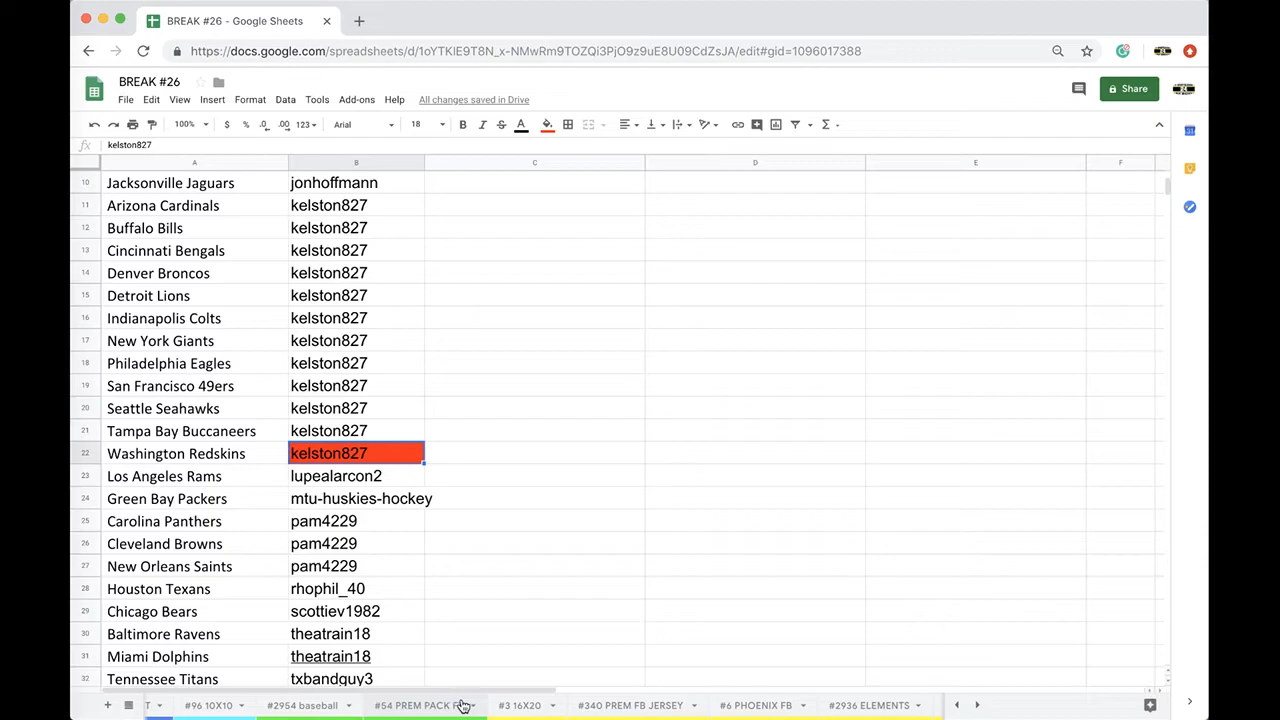 BREAK #26 - Google Sheets
https://docs.google.com/spreadsheets/d/1oYTKlE9T8N_x-NMwRm9TOZQi3PjO9z9uE8U09CdZsJA/edit#gid=1096017388
BREAK #26
File Edit View Insert Format Data Tools Add-ons Help All changes saved in Drive
Share
100% $ % .0 .00 123 Arial 18 B I S A
fx kelston827
A B C D E F
10 Jacksonville Jaguars jonhoffmann
11 Arizona Cardinals kelston827
12 Buffalo Bills kelston827
13 Cincinnati Bengals kelston827
14 Denver Broncos kelston827
15 Detroit Lions kelston827
16 Indianapolis Colts kelston827
17 New York Giants kelston827
18 Philadelphia Eagles kelston827
19 San Francisco 49ers kelston827
20 Seattle Seahawks kelston827
21 Tampa Bay Buccaneers kelston827
22 Washington Redskins kelston827
23 Los Angeles Rams lupealarcon2
24 Green Bay Packers mtu-huskies-hockey
25 Carolina Panthers pam4229
26 Cleveland Browns pam4229
27 New Orleans Saints pam4229
28 Houston Texans rhophil_40
29 Chicago Bears scottiev1982
30 Baltimore Ravens theatrain18
31 Miami Dolphins theatrain18
32 Tennessee Titans txbandguy3
T #96 10X10 #2954 baseball #54 PREM PACK #3 16X20 #340 PREM FB JERSEY #6 PHOENIX FB #2936 ELEMENTS